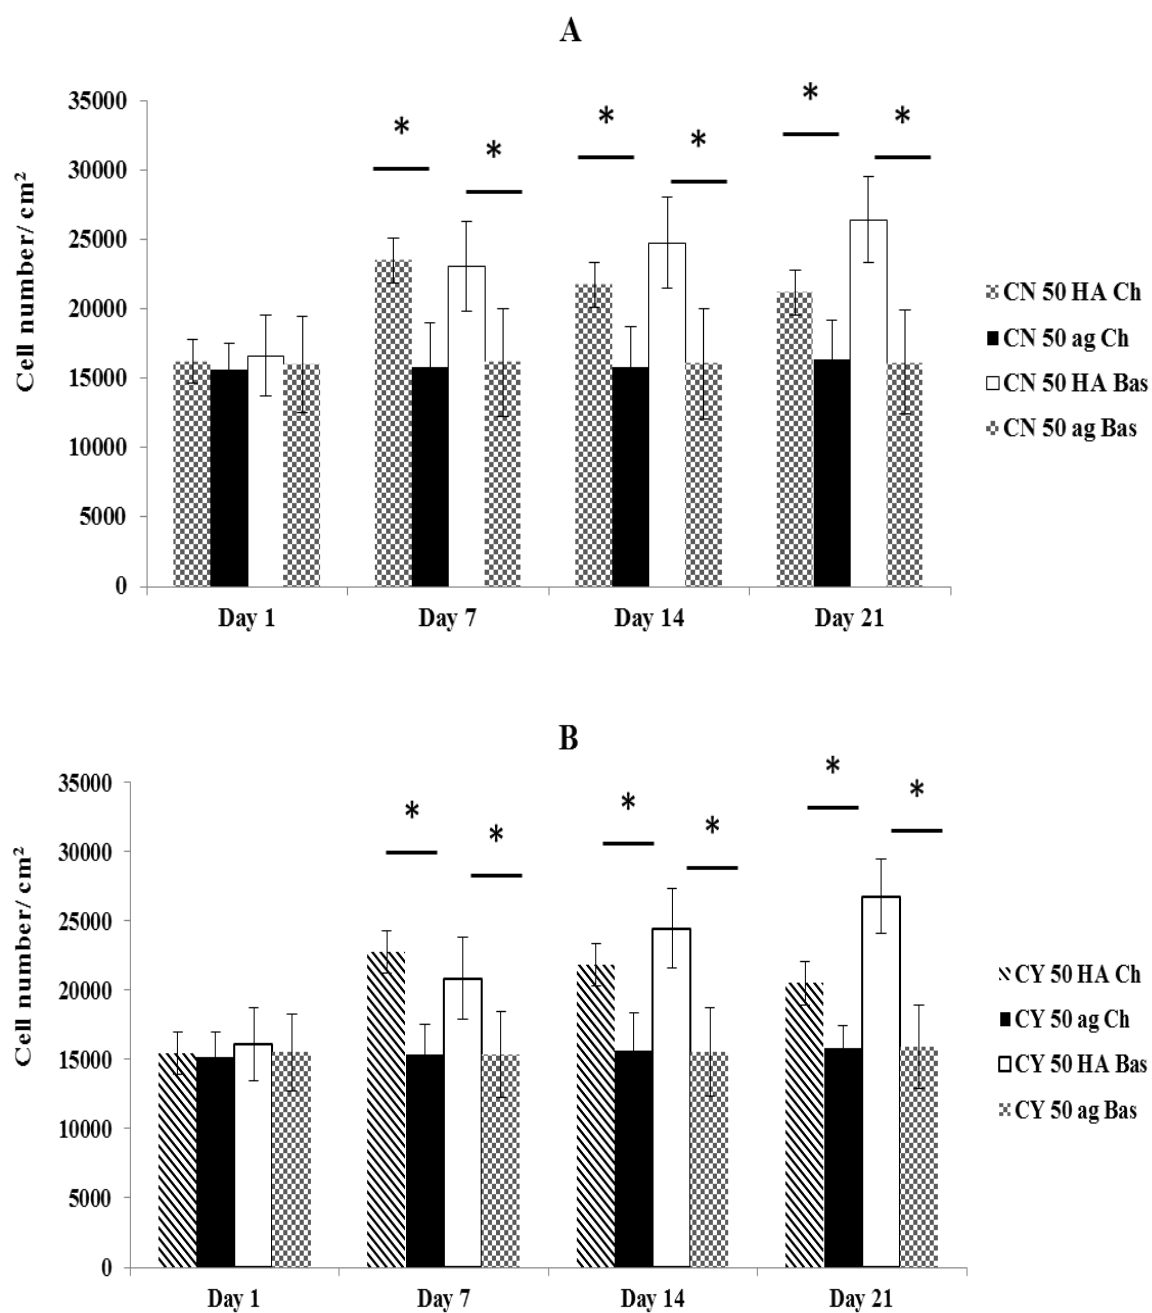 A
Cell number/ cm²
35000
30000
25000
20000
15000
10000
5000
0
* * * * * *
Day 1 Day 7 Day 14 Day 21
CN 50 HA Ch
CN 50 ag Ch
CN 50 HA Bas
CN 50 ag Bas
B
Cell number/ cm²
35000
30000
25000
20000
15000
10000
5000
0
* * * * * *
Day 1 Day 7 Day 14 Day 21
CY 50 HA Ch
CY 50 ag Ch
CY 50 HA Bas
CY 50 ag Bas